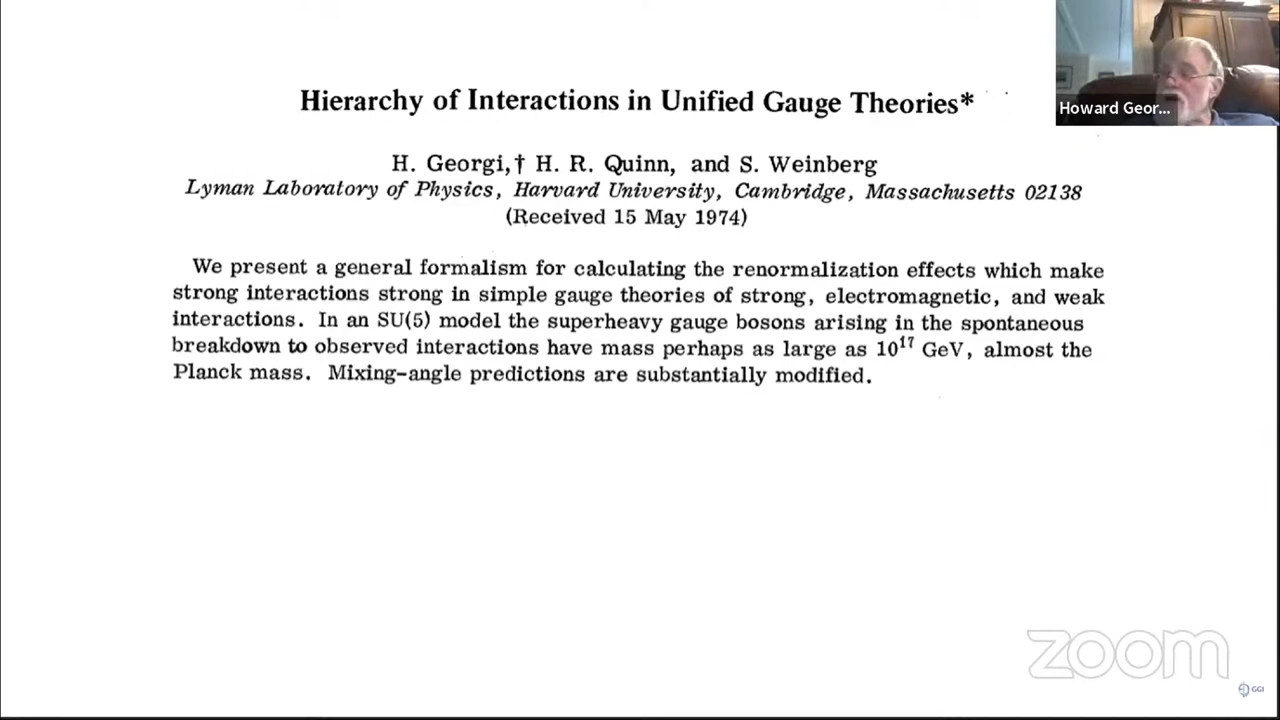 Hierarchy of Interactions in Unified Gauge Theories*
Howard Geor...
H. Georgi,† H. R. Quinn, and S. Weinberg
Lyman Laboratory of Physics, Harvard University, Cambridge, Massachusetts 02138
(Received 15 May 1974)
We present a general formalism for calculating the renormalization effects which make
strong interactions strong in simple gauge theories of strong, electromagnetic, and weak
interactions. In an SU(5) model the superheavy gauge bosons arising in the spontaneous
breakdown to observed interactions have mass perhaps as large as 10¹⁷ GeV, almost the
Planck mass. Mixing-angle predictions are substantially modified.
zoom
GGI